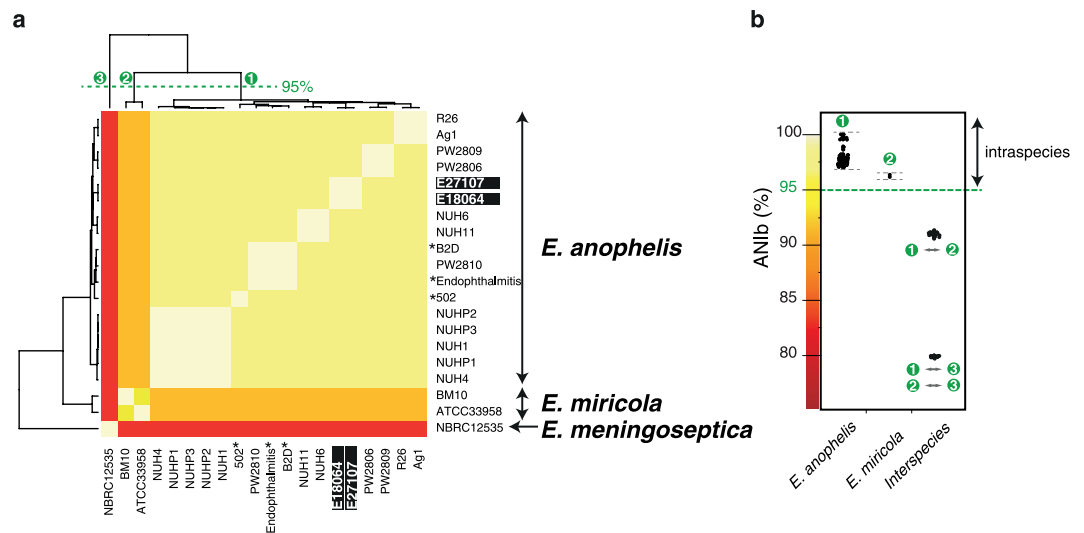 a
3 2 1
95%
R26
Ag1
PW2809
PW2806
E27107
E18064
NUH6
NUH11
*B2D
PW2810
*Endophthalmitis
*502
NUHP2
NUHP3
NUH1
NUHP1
NUH4
BM10
ATCC33958
NBRC12535
E. anophelis
E. miricola
E. meningoseptica
NBRC12535
BM10
ATCC33958
NUH4
NUHP1
NUHP3
NUHP2
NUH1
502*
PW2810
Endophthalmitis*
B2D*
NUH11
NUH6
E18064
E27107
PW2806
PW2809
R26
Ag1
b
ANIb (%)
100
95
90
85
80
1
2
1 2
1 3
2 3
intraspecies
E. anophelis
E. miricola
Interspecies